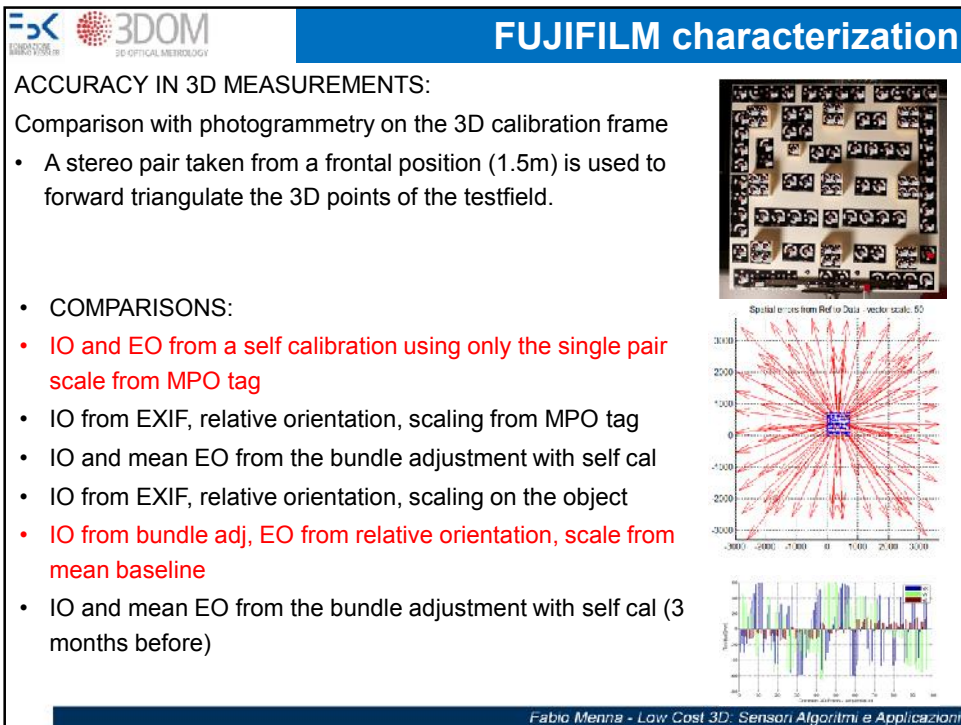 FBK
FONDAZIONE
BRUNO KESSLER
3DOM
3D OPTICAL METROLOGY
FUJIFILM characterization
ACCURACY IN 3D MEASUREMENTS:
Comparison with photogrammetry on the 3D calibration frame
• A stereo pair taken from a frontal position (1.5m) is used to
forward triangulate the 3D points of the testfield.
• COMPARISONS:
• IO and EO from a self calibration using only the single pair
scale from MPO tag
• IO from EXIF, relative orientation, scaling from MPO tag
• IO and mean EO from the bundle adjustment with self cal
• IO from EXIF, relative orientation, scaling on the object
• IO from bundle adj, EO from relative orientation, scale from
mean baseline
• IO and mean EO from the bundle adjustment with self cal (3
months before)
Spatial errors from Ref to Data - vector scale: 50
3000
2000
1000
0
-1000
-2000
-3000
-3000 -2000 -1000 0 1000 2000 3000
Fabio Menna - Low Cost 3D: Sensori Algoritmi e Applicazioni